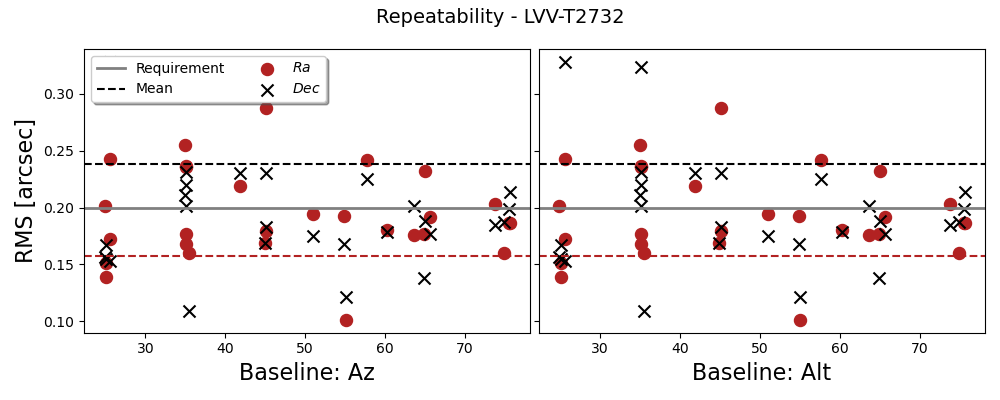 Repeatability - LVV-T2732
Requirement
Mean
Ra
Dec
RMS [arcsec]
0.30
0.25
0.20
0.15
0.10
30 40 50 60 70
30 40 50 60 70
Baseline: Az
Baseline: Alt